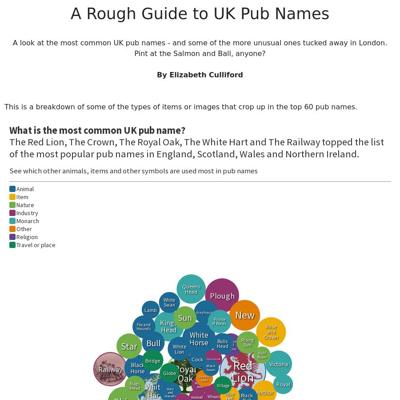 A Rough Guide to UK Pub Names
A look at the most common UK pub names - and some of the more unusual ones tucked away in London.
Pint at the Salmon and Ball, anyone?
By Elizabeth Culliford
This is a breakdown of some of the types of items or images that crop up in the top 60 pub names.
What is the most common UK pub name?
The Red Lion, The Crown, The Royal Oak, The White Hart and The Railway topped the list
of the most popular pub names in England, Scotland, Wales and Northern Ireland.
See which other animals, items and other symbols are used most in pub names
Animal
Item
Nature
Industry
Monarch
Other
Religion
Travel or place
Queens
Head
Plough
White
Swan
Lamb
New
Sun
Kings
Head
White
Horse
Rose and
Crown
Star
Bull
White
Lion
Rising
Sun
Railway
Black
Horse
Bridge
Globe
Cock
Royal
Oak
Red
Lion
Victoria
Royal
White
Hart